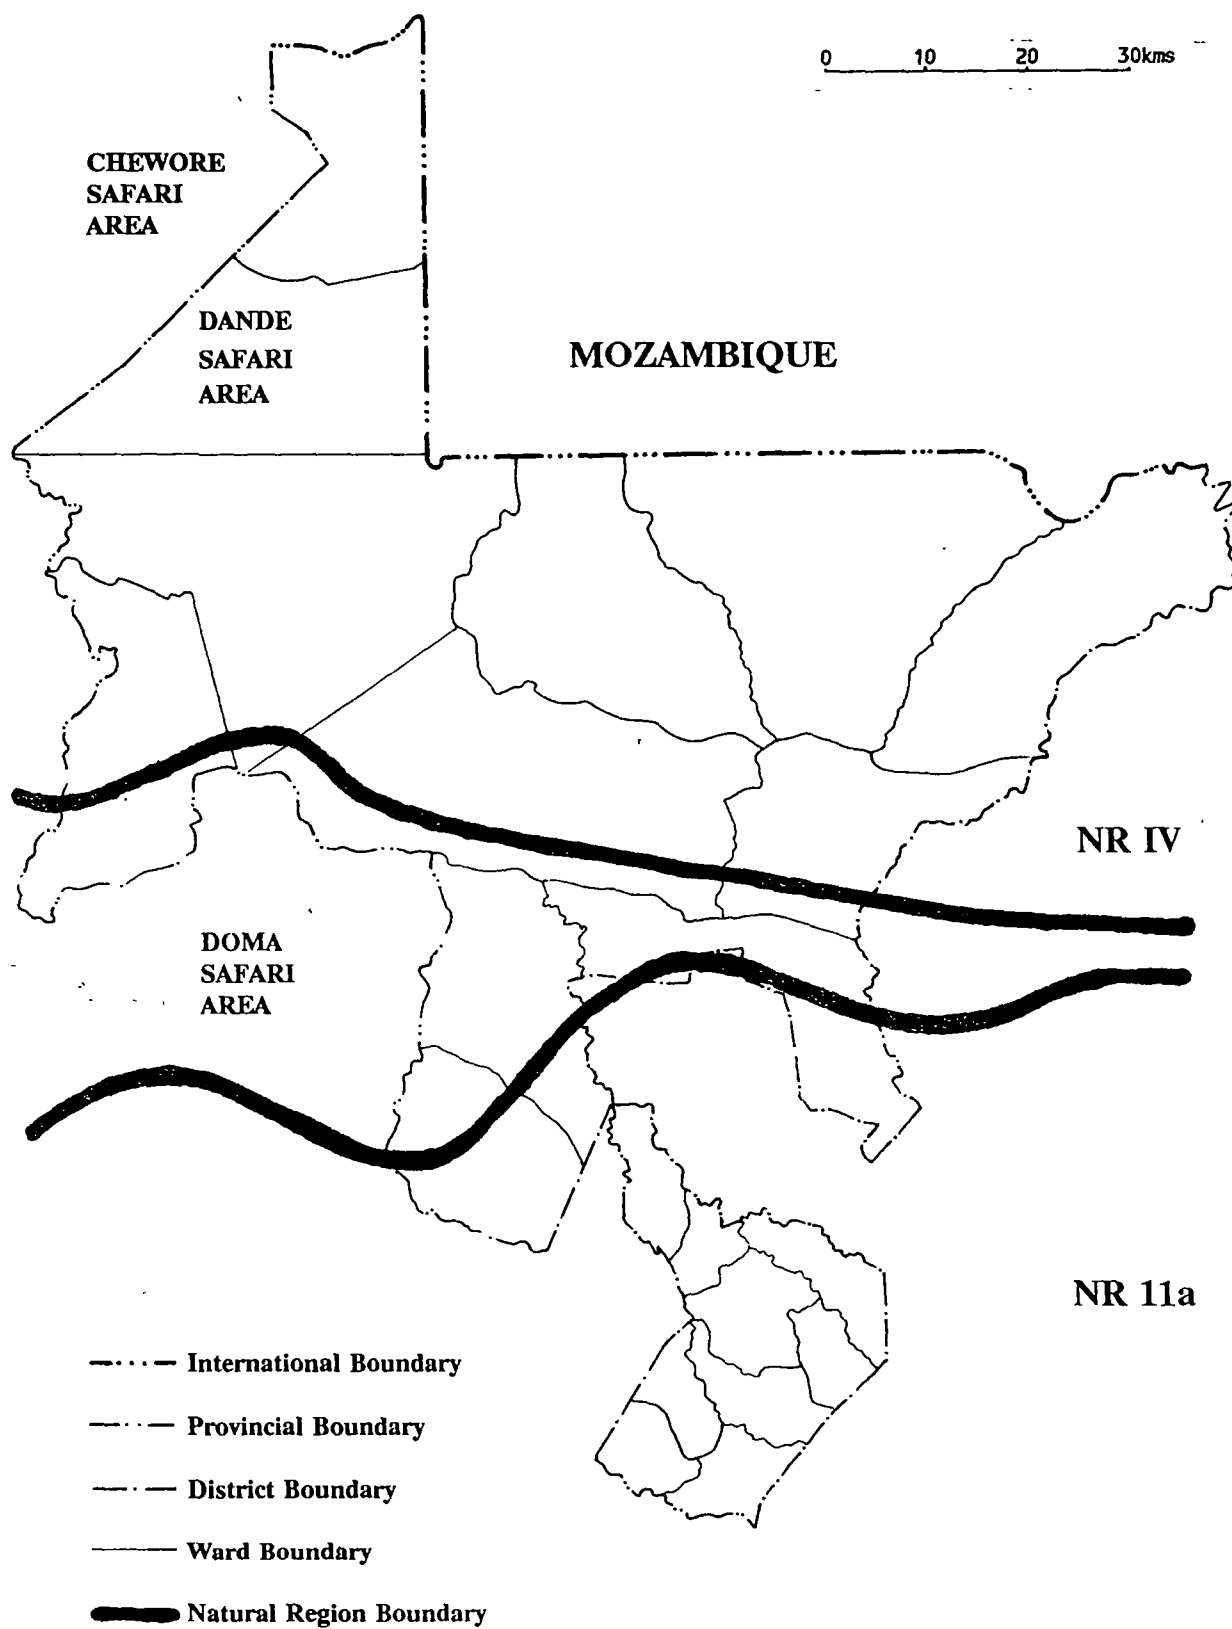 0 10 20 30kms
CHEWORE
SAFARI
AREA
DANDE
SAFARI
AREA
MOZAMBIQUE
NR IV
DOMA
SAFARI
AREA
NR 11a
International Boundary
Provincial Boundary
District Boundary
Ward Boundary
Natural Region Boundary